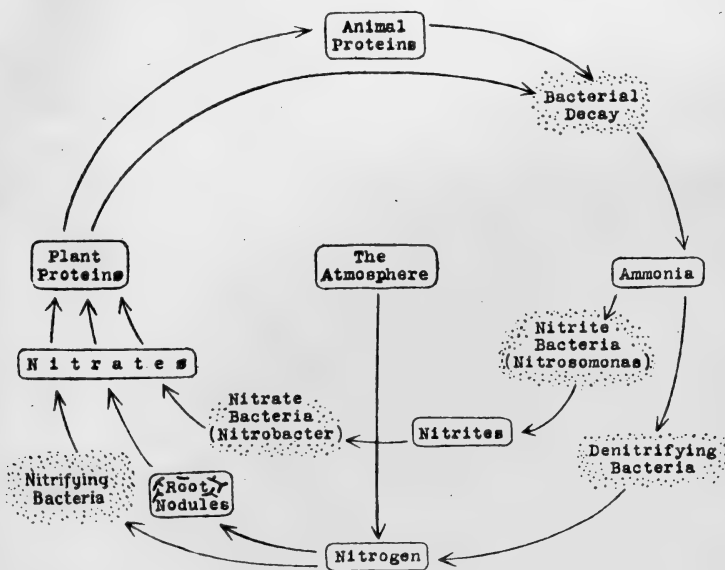 Animal
Proteins
Bacterial
Decay
Plant
Proteins
The
Atmosphere
Ammonia
Nitrite
Bacteria
(Nitrosomonas)
Nitrates
Nitrate
Bacteria
(Nitrobacter)
Nitrites
Denitrifying
Bacteria
Nitrifying
Bacteria
Root
Nodules
Nitrogen